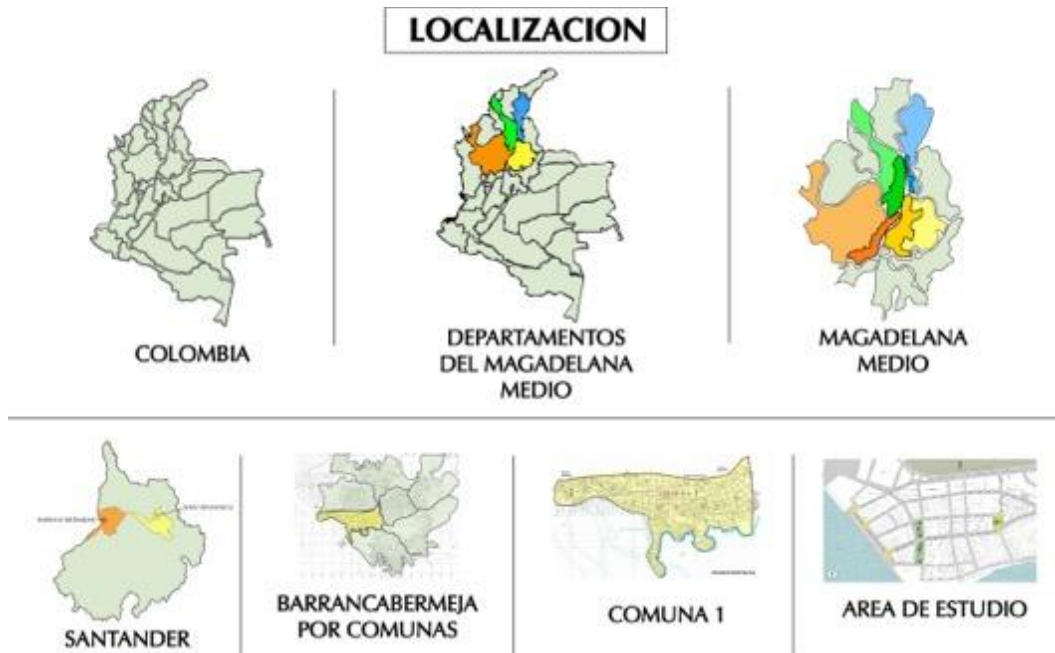 LOCALIZACION
COLOMBIA
DEPARTAMENTOS
DEL MAGADELANA
MEDIO
MAGADELANA
MEDIO
SANTANDER
BARRANCABERMEJA
POR COMUNAS
COMUNA 1
AREA DE ESTUDIO